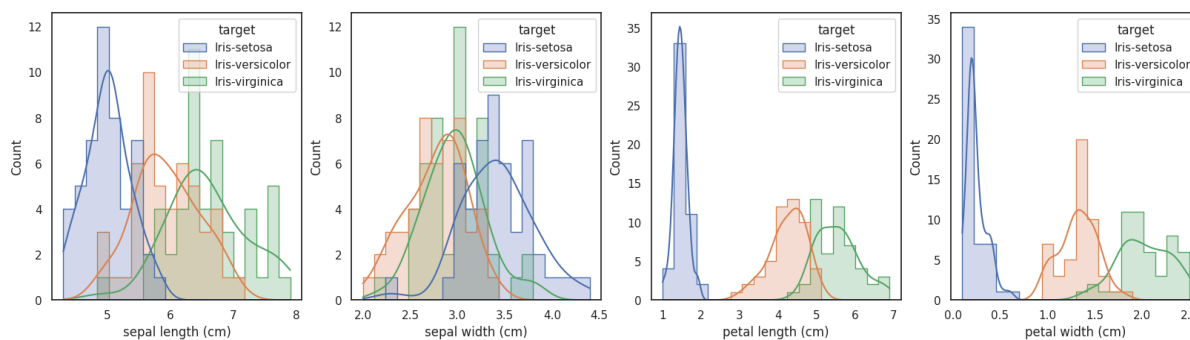 12
10
8
6
4
2
0
Count
5
6
7
8
sepal length (cm)
target
Iris-setosa
Iris-versicolor
Iris-virginica
12
10
8
6
4
2
0
Count
2.0
2.5
3.0
3.5
4.0
4.5
sepal width (cm)
target
Iris-setosa
Iris-versicolor
Iris-virginica
35
30
25
20
15
10
5
0
Count
1
2
3
4
5
6
7
petal length (cm)
target
Iris-setosa
Iris-versicolor
Iris-virginica
35
30
25
20
15
10
5
0
Count
0.0
0.5
1.0
1.5
2.0
petal width (cm)
target
Iris-setosa
Iris-versicolor
Iris-virginica